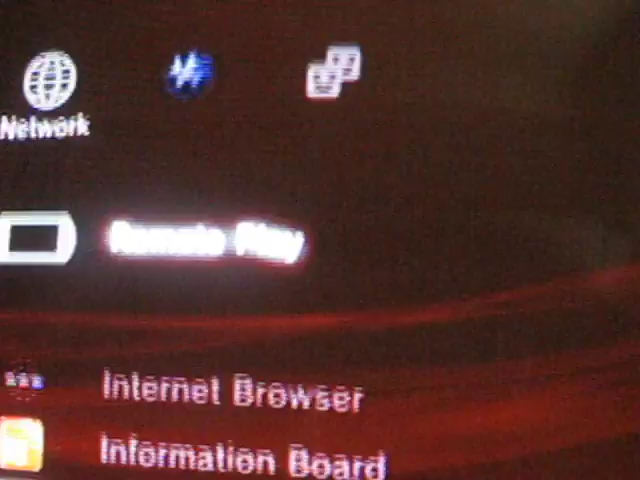 Network
Remote Play
Internet Browser
Information Board